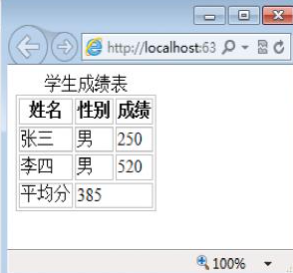 http://localhost:63
学生成绩表
姓名 性别 成绩
张三 男 250
李四 男 520
平均分 385
100%